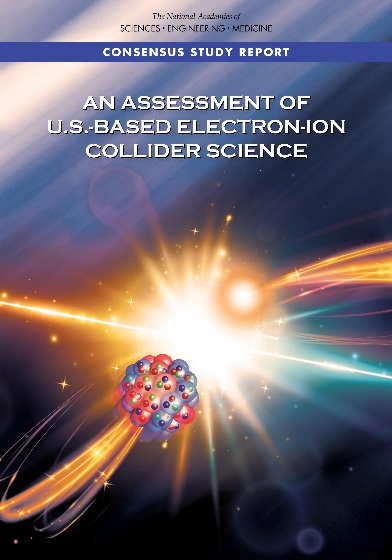 The National Academies of
SCIENCES • ENGINEERING • MEDICINE
CONSENSUS STUDY REPORT
AN ASSESSMENT OF
U.S.-BASED ELECTRON-ION
COLLIDER SCIENCE